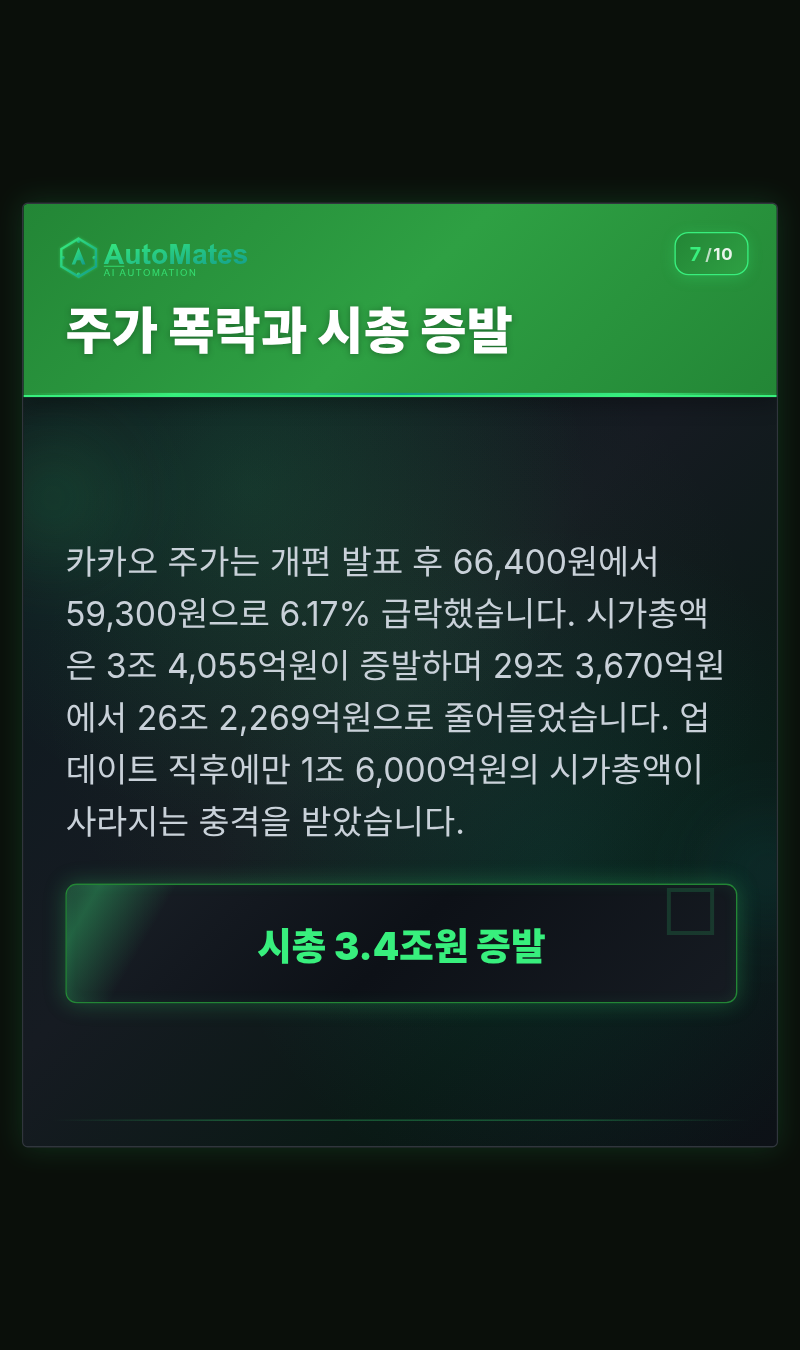 AutoMates
AI AUTOMATION
7/10
주가 폭락과 시총 증발
카카오 주가는 개편 발표 후 66,400원에서
59,300원으로 6.17% 급락했습니다. 시가총액
은 3조 4,055억원이 증발하며 29조 3,670억원
에서 26조 2,269억원으로 줄어들었습니다. 업
데이트 직후에만 1조 6,000억원의 시가총액이
사라지는 충격을 받았습니다.
시총 3.4조원 증발